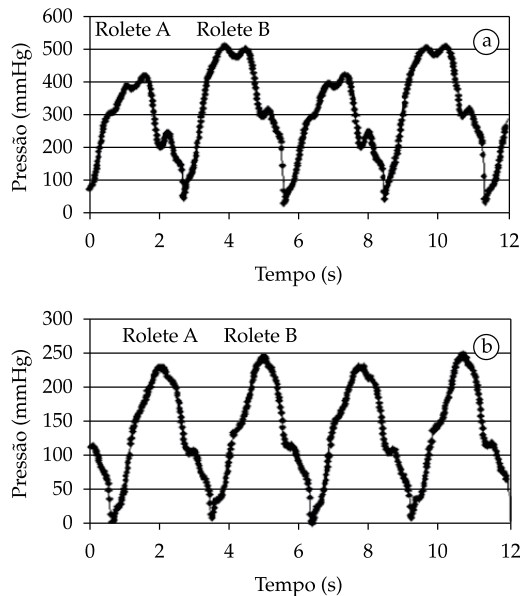 600
Rolete A Rolete B
a
500
400
300
200
100
0
Pressão (mmHg)
0 2 4 6 8 10 12
Tempo (s)
300
Rolete A Rolete B
b
250
200
150
100
50
0
Pressão (mmHg)
0 2 4 6 8 10 12
Tempo (s)